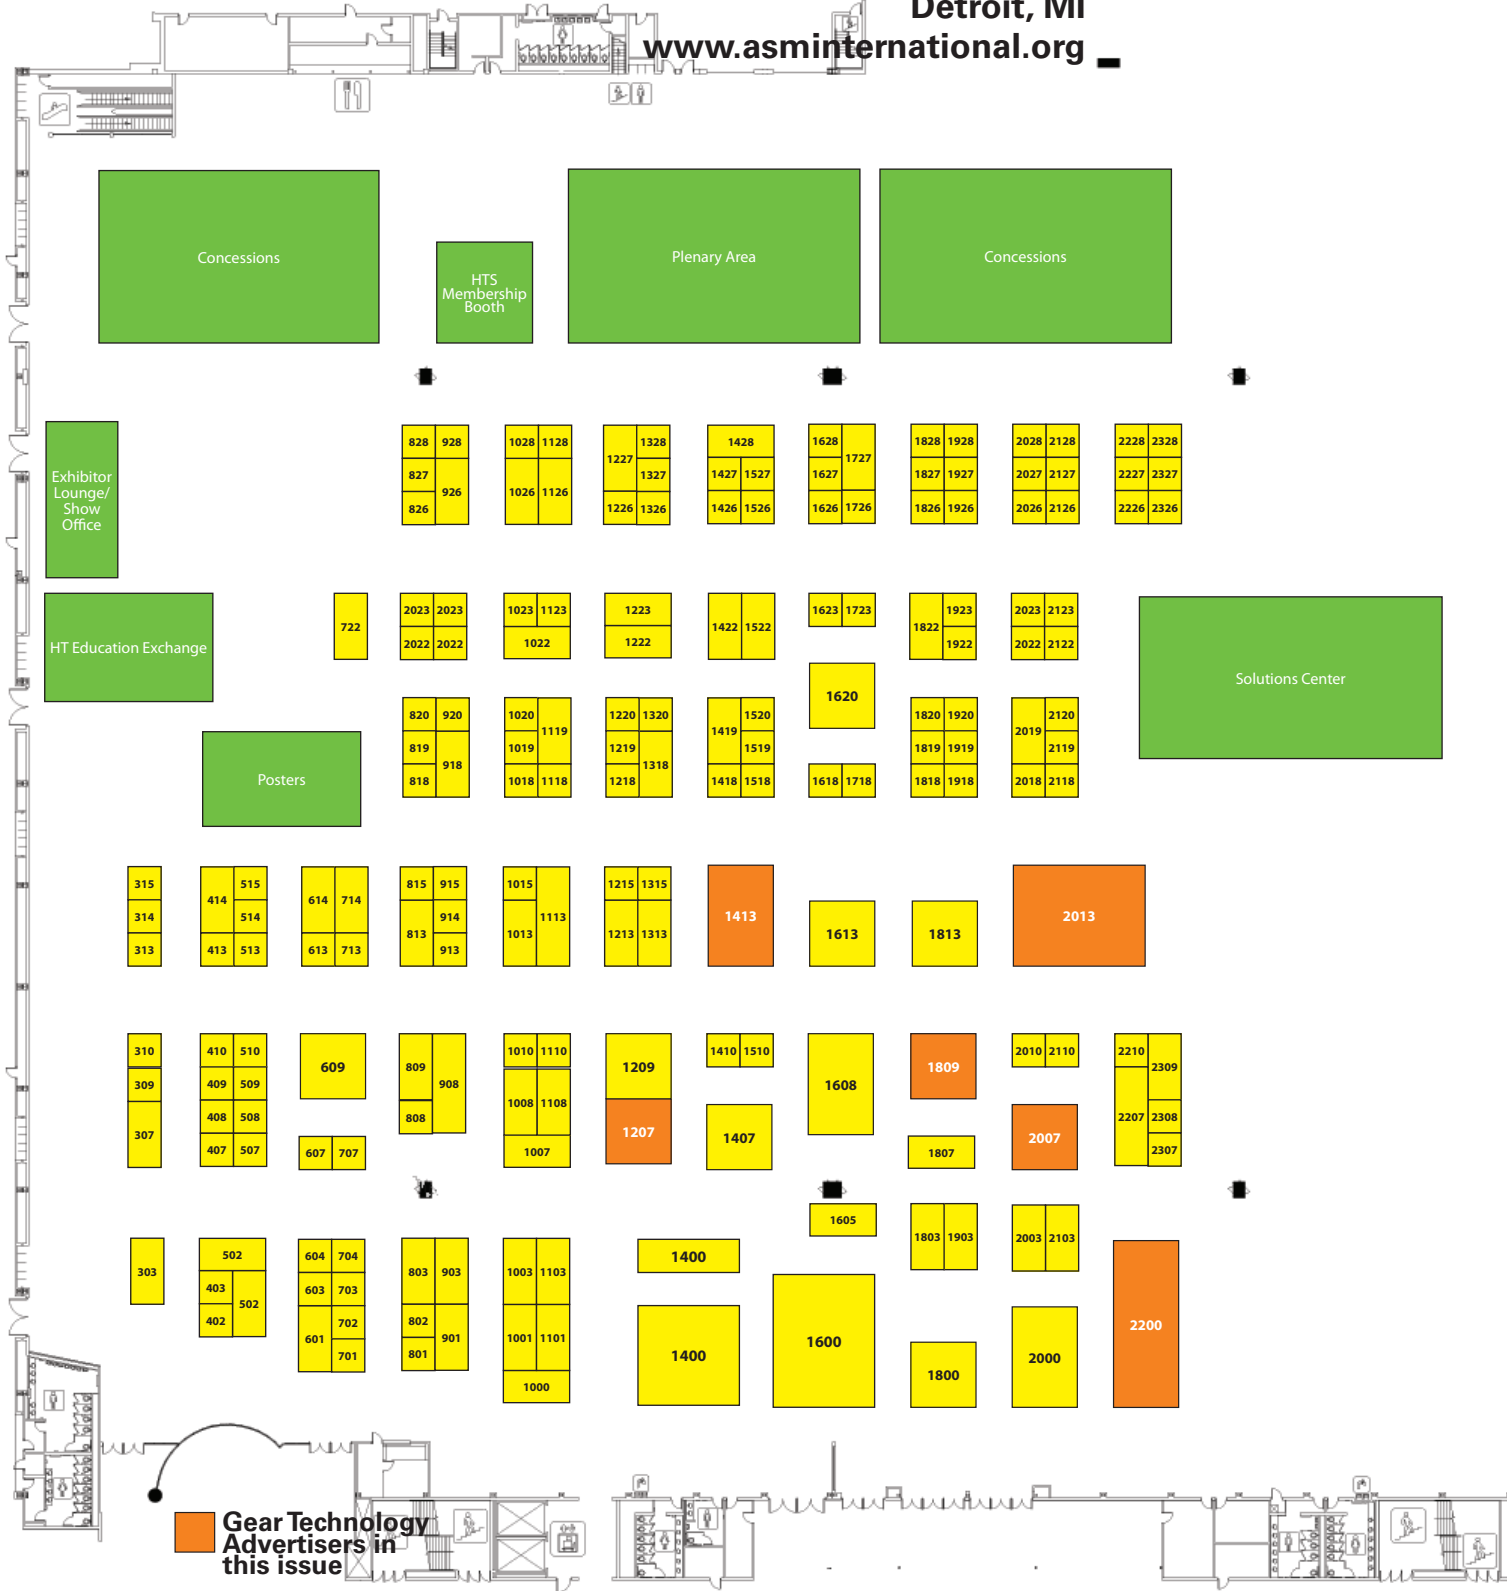 Detroit, MI
www.asminternational.org
Concessions
HTS
Membership
Booth
Plenary Area
Concessions
Exhibitor
Lounge/
Show
Office
828 928 1028 1128 1227 1328 1428 1628 1727 1828 1928 2028 2128 2228 2328
827 926 1026 1126 1327 1427 1527 1627 1827 1927 2027 2127 2227 2327
826 1226 1326 1426 1526 1626 1726 1826 1926 2026 2126 2226 2326
HT Education Exchange
722
2023 2023 1023 1123 1223 1422 1522 1623 1723 1822 1923 2023 2123
2022 2022 1022 1222 1922 2022 2122
Solutions Center
1620
820 920 1020 1119 1220 1320 1419 1520 1820 1920 2019 2120
819 918 1019 1219 1318 1519 1819 1919 2119
818 1018 1118 1218 1418 1518 1618 1718 1818 1918 2018 2118
Posters
315 414 515 614 714 815 915 1015 1113 1215 1315 1413 1613 1813 2013
314 514 813 914 1013 1213 1313
313 413 513 613 713 913
310 410 510 609 809 908 1010 1110 1209 1410 1510 1608 1809 2010 2110 2210 2309
309 409 509 1008 1108
408 508 808 1207 1407 2007 2207 2308
307 407 507 607 707 1007 1807 2307
1605
303 502 604 704 803 903 1003 1103 1400 1803 1903 2003 2103
403 502 603 703
402 601 702 802 901 1001 1101 1400 1600 1800 2000 2200
701 801
1000
Gear Technology
Advertisers in
this issue